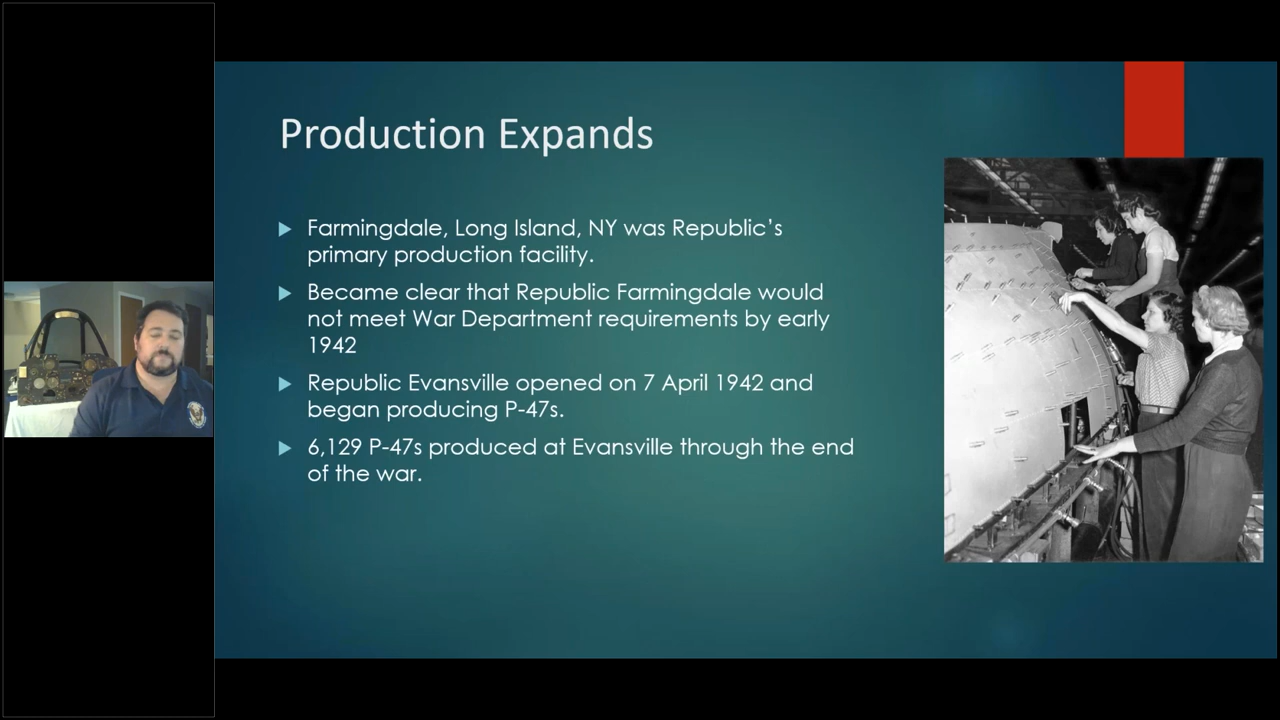 Production Expands
Farmingdale, Long Island, NY was Republic's
primary production facility.
Became clear that Republic Farmingdale would
not meet War Department requirements by early
1942
Republic Evansville opened on 7 April 1942 and
began producing P-47s.
6,129 P-47s produced at Evansville through the end
of the war.